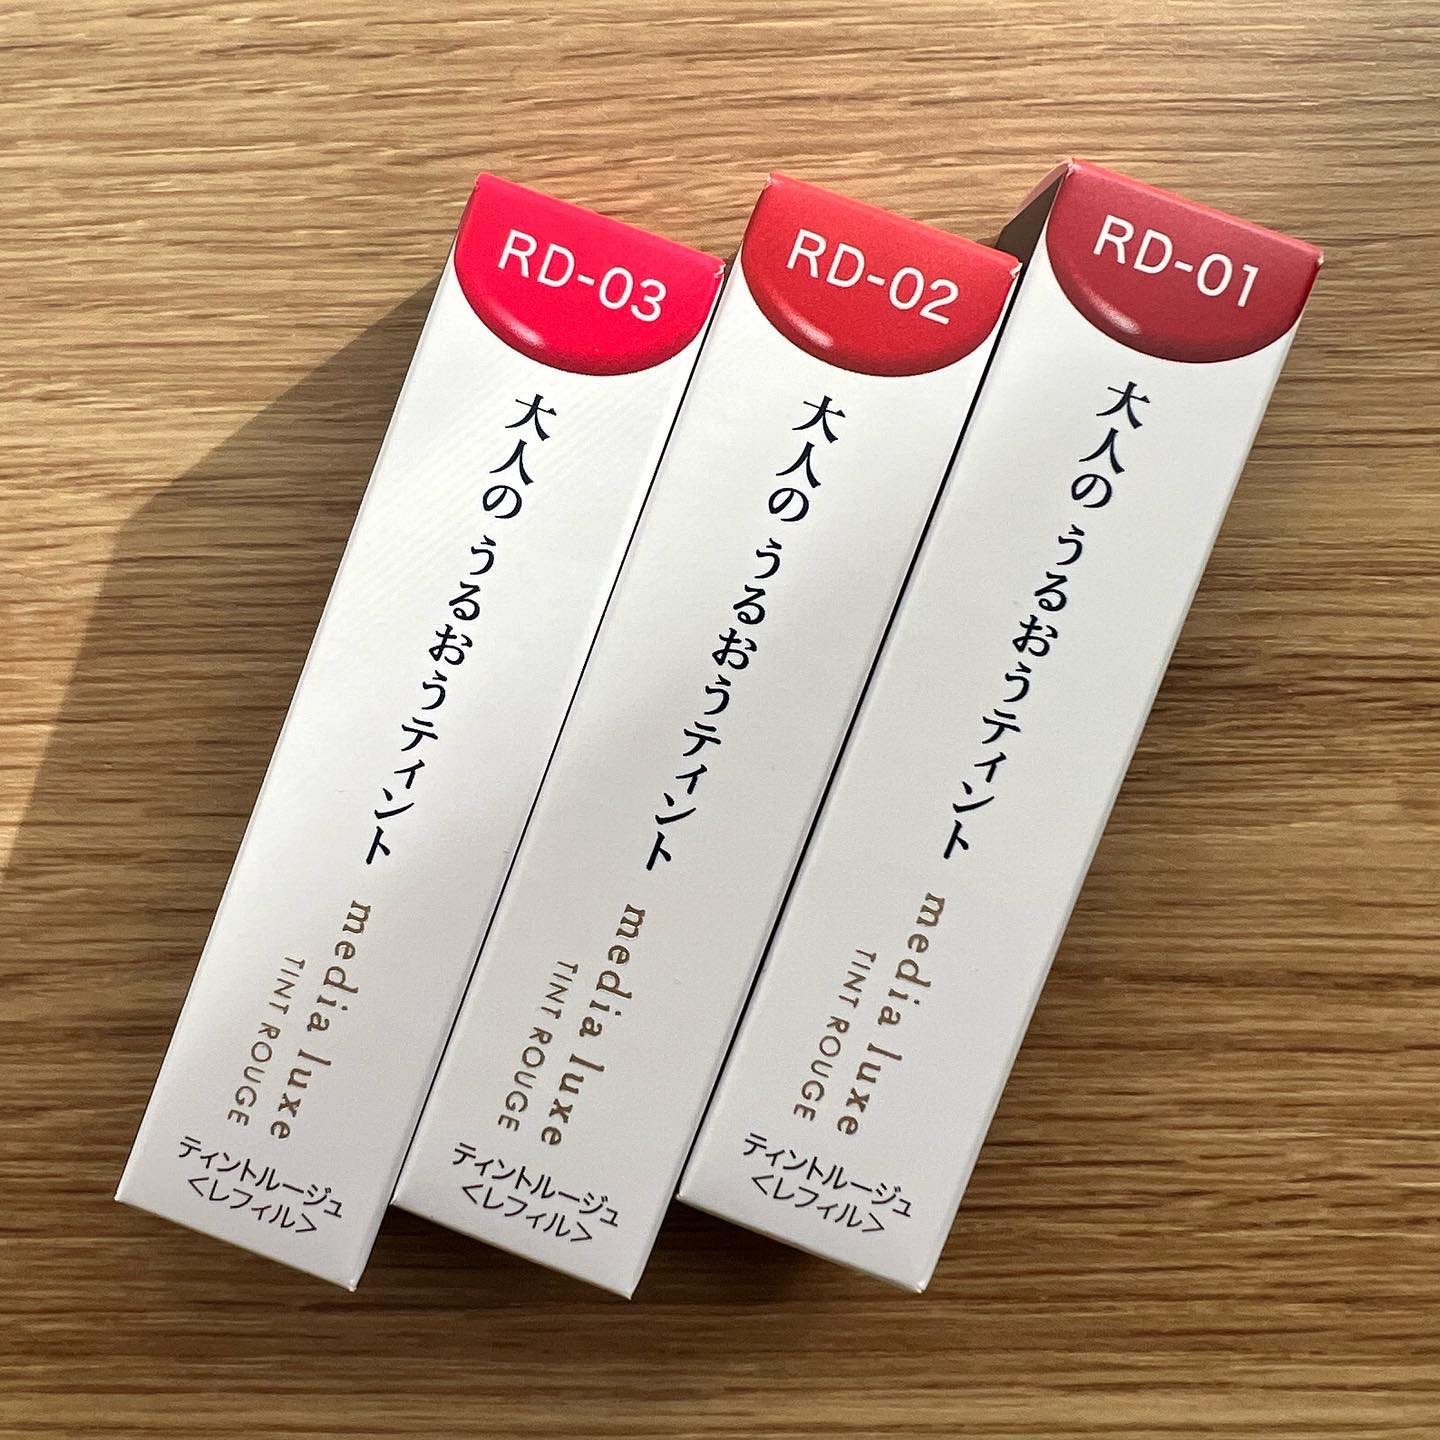 RD-03
大人の うるおうティント
media luxe
TINT ROUGE
ティントルージュ
<レフィル>
RD-02
大人の うるおうティント
media luxe
TINT ROUGE
ティントルージュ
<レフィル>
RD-01
大人の うるおうティント
media luxe
TINT ROUGE
ティントルージュ
<レフィル>